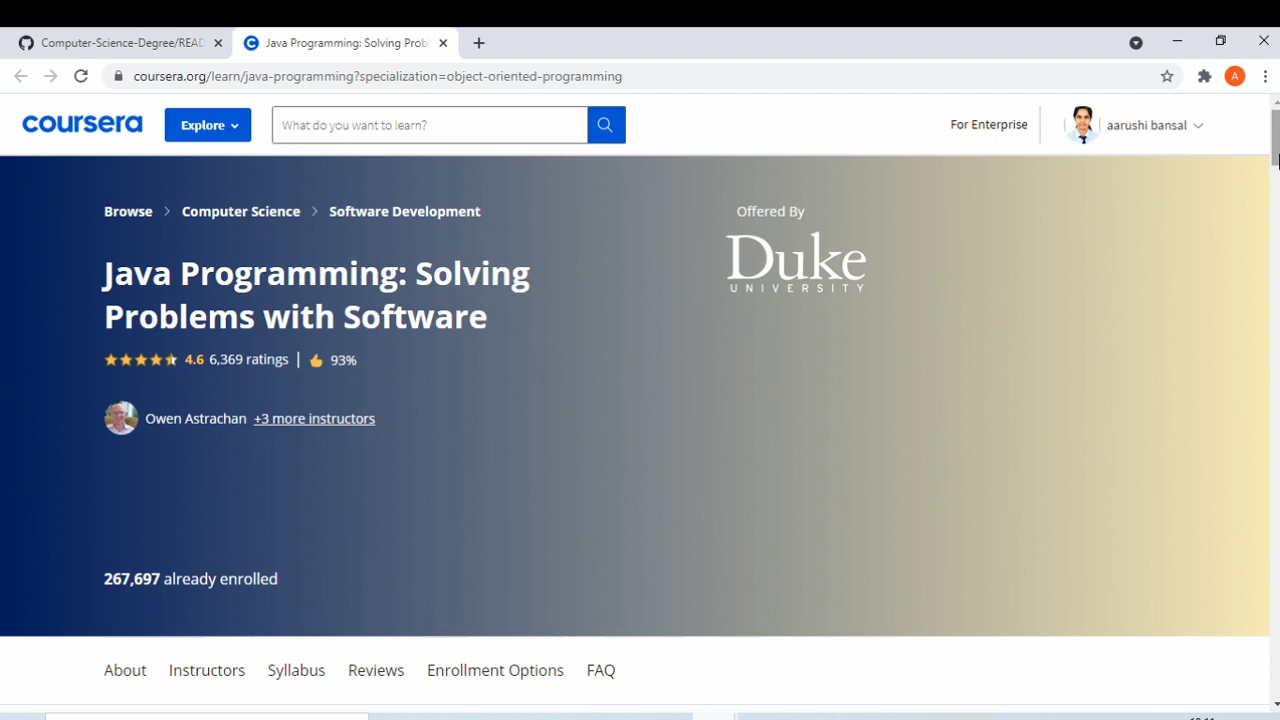 Computer-Science-Degree/READ
Java Programming: Solving Prob
coursera.org/learn/java-programming?specialization=object-oriented-programming
A
coursera
Explore
What do you want to learn?
For Enterprise
aarushi bansal
Browse > Computer Science > Software Development
Offered By
Duke
UNIVERSITY
Java Programming: Solving
Problems with Software
4.6 6,369 ratings | 93%
Owen Astrachan +3 more instructors
267,697 already enrolled
About Instructors Syllabus Reviews Enrollment Options FAQ